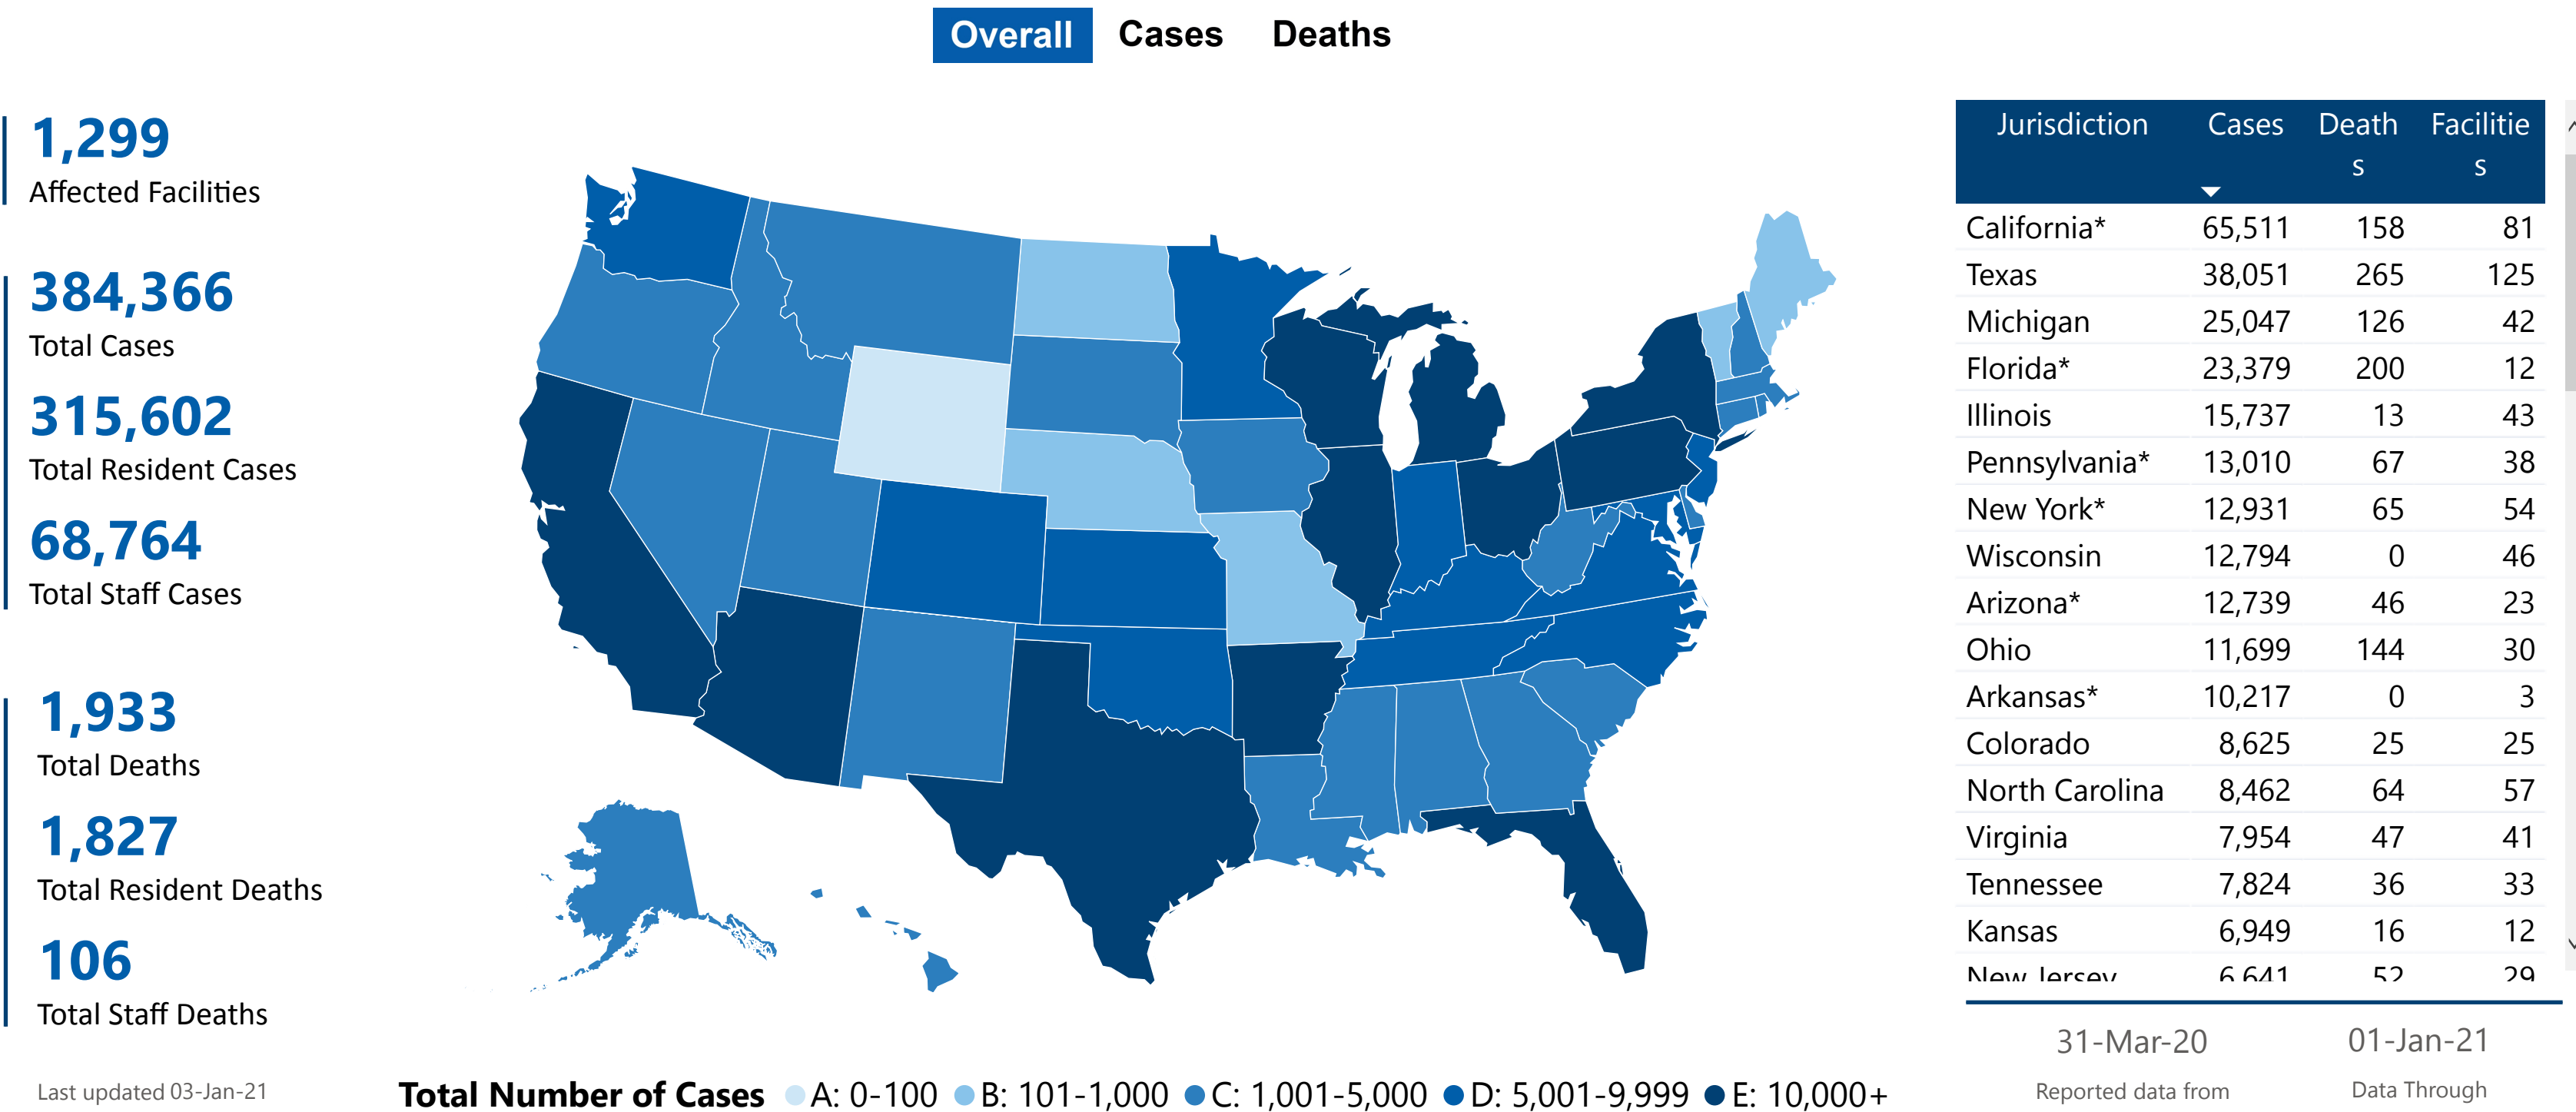 Overall Cases Deaths
1,299
Affected Facilities
384,366
Total Cases
315,602
Total Resident Cases
68,764
Total Staff Cases
1,933
Total Deaths
1,827
Total Resident Deaths
106
Total Staff Deaths
Last updated 03-Jan-21
Total Number of Cases A: 0-100 B: 101-1,000 C: 1,001-5,000 D: 5,001-9,999 E: 10,000+
Jurisdiction Cases Death Facilitie
s s
California* 65,511 158 81
Texas 38,051 265 125
Michigan 25,047 126 42
Florida* 23,379 200 12
Illinois 15,737 13 43
Pennsylvania* 13,010 67 38
New York* 12,931 65 54
Wisconsin 12,794 0 46
Arizona* 12,739 46 23
Ohio 11,699 144 30
Arkansas* 10,217 0 3
Colorado 8,625 25 25
North Carolina 8,462 64 57
Virginia 7,954 47 41
Tennessee 7,824 36 33
Kansas 6,949 16 12
New Jersey 6,641 52 29
31-Mar-20 01-Jan-21
Reported data from Data Through